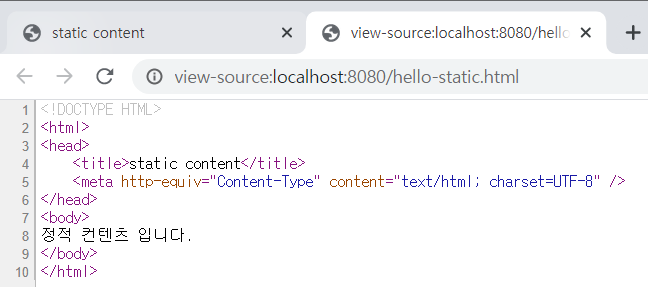 static content
view-source:localhost:8080/hello
view-source:localhost:8080/hello-static.html
1 <!DOCTYPE HTML>
2 <html>
3 <head>
4 <title>static content</title>
5 <meta http-equiv="Content-Type" content="text/html; charset=UTF-8" />
6 </head>
7 <body>
8 정적 컨텐츠 입니다.
9 </body>
10 </html>